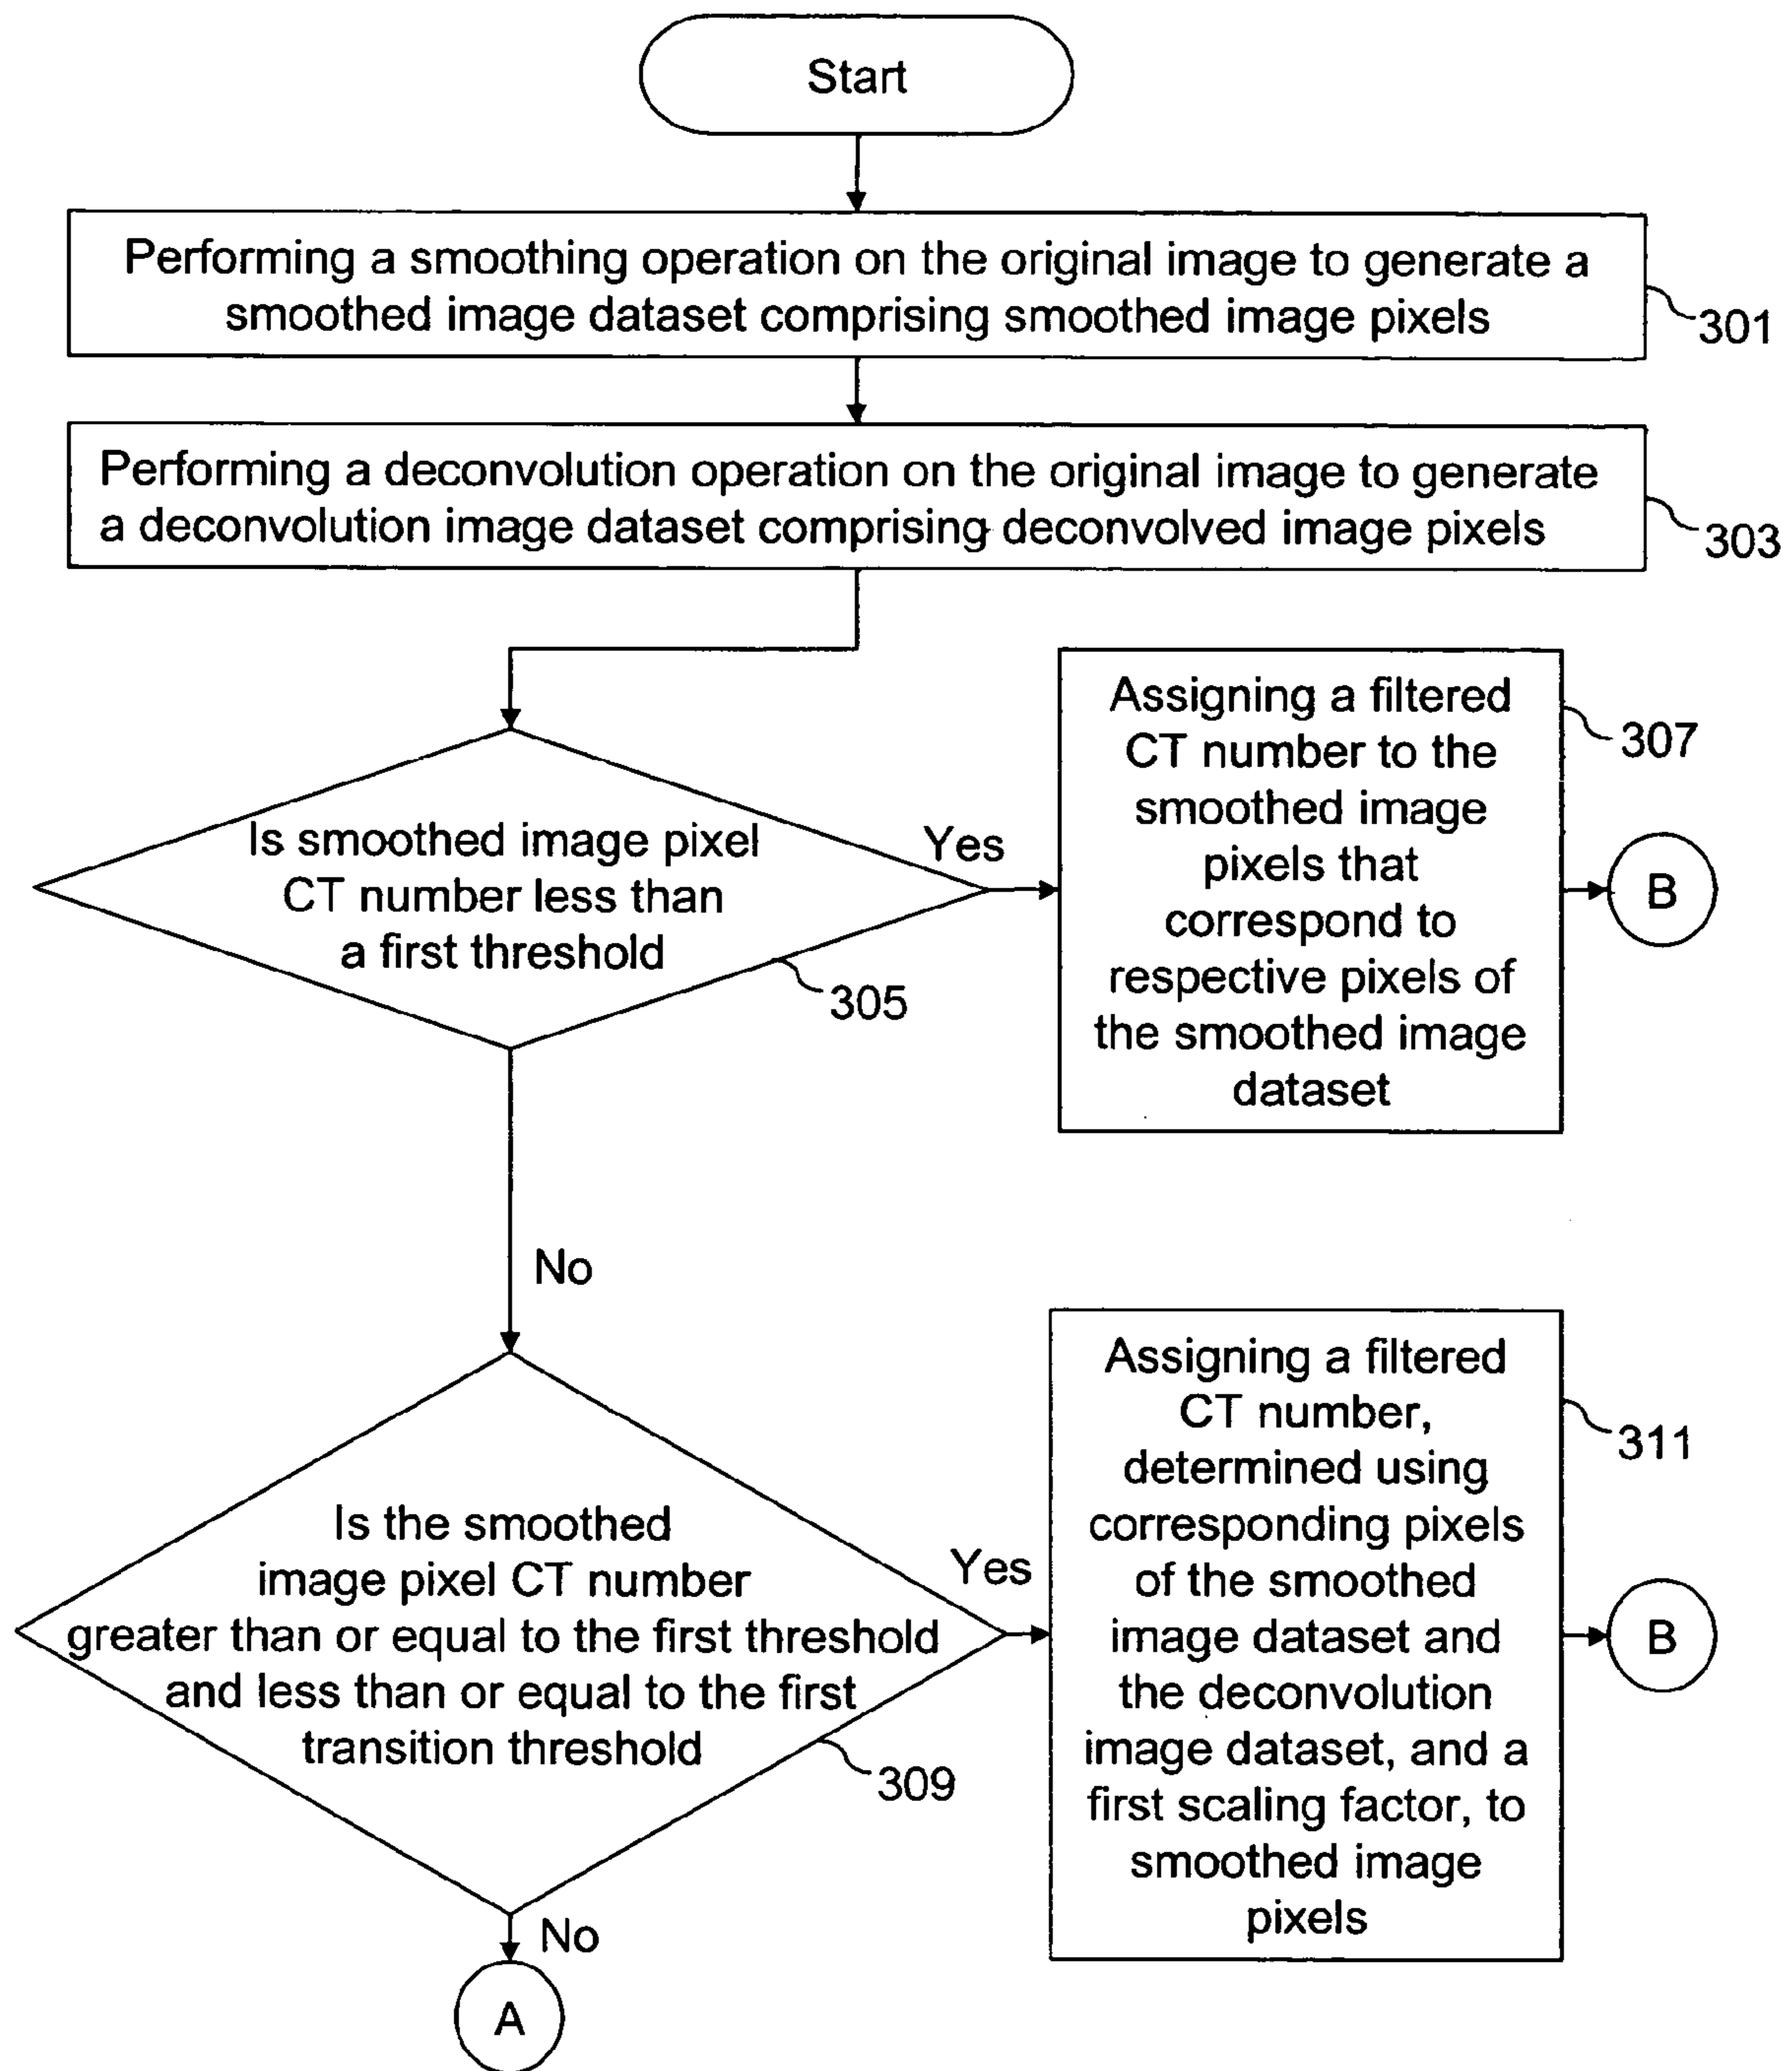 Start
Performing a smoothing operation on the original image to generate a
smoothed image dataset comprising smoothed image pixels
301
Performing a deconvolution operation on the original image to generate
a deconvolution image dataset comprising deconvolved image pixels
303
Is smoothed image pixel
CT number less than
a first threshold
305
Yes
Assigning a filtered
CT number to the
smoothed image
pixels that
correspond to
respective pixels of
the smoothed image
dataset
307
B
No
Is the smoothed
image pixel CT number
greater than or equal to the first threshold
and less than or equal to the first
transition threshold
309
Yes
Assigning a filtered
CT number,
determined using
corresponding pixels
of the smoothed
image dataset and
the deconvolution
image dataset, and a
first scaling factor, to
smoothed image
pixels
311
B
No
A